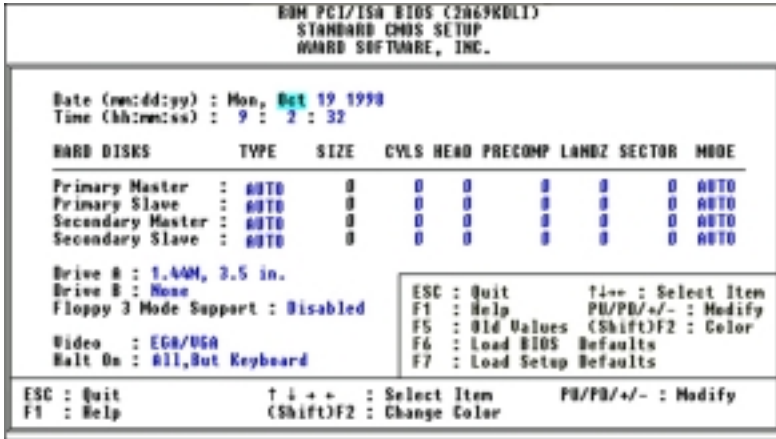 ROM PCI/ISA BIOS (2A69KDLI)
STANDARD CMOS SETUP
AWARD SOFTWARE, INC.
Date (mm:dd:yy) : Mon, Oct 19 1998
Time (hh:mm:ss) : 9 : 2 : 32
HARD DISKS TYPE SIZE CYLS HEAD PRECOMP LANDZ SECTOR MODE
Primary Master : AUTO 0 0 0 0 0 0 AUTO
Primary Slave : AUTO 0 0 0 0 0 0 AUTO
Secondary Master : AUTO 0 0 0 0 0 0 AUTO
Secondary Slave : AUTO 0 0 0 0 0 0 AUTO
Drive A : 1.44M, 3.5 in.
Drive B : None
Floppy 3 Mode Support : Disabled
Video : EGA/VGA
Halt On : All,But Keyboard
ESC : Quit ↑↓→← : Select Item
F1 : Help PU/PD/+/- : Modify
F5 : Old Values (Shift)F2 : Color
F6 : Load BIOS Defaults
F7 : Load Setup Defaults
ESC : Quit ↑ ↓ → ← : Select Item PU/PD/+/- : Modify
F1 : Help (Shift)F2 : Change Color